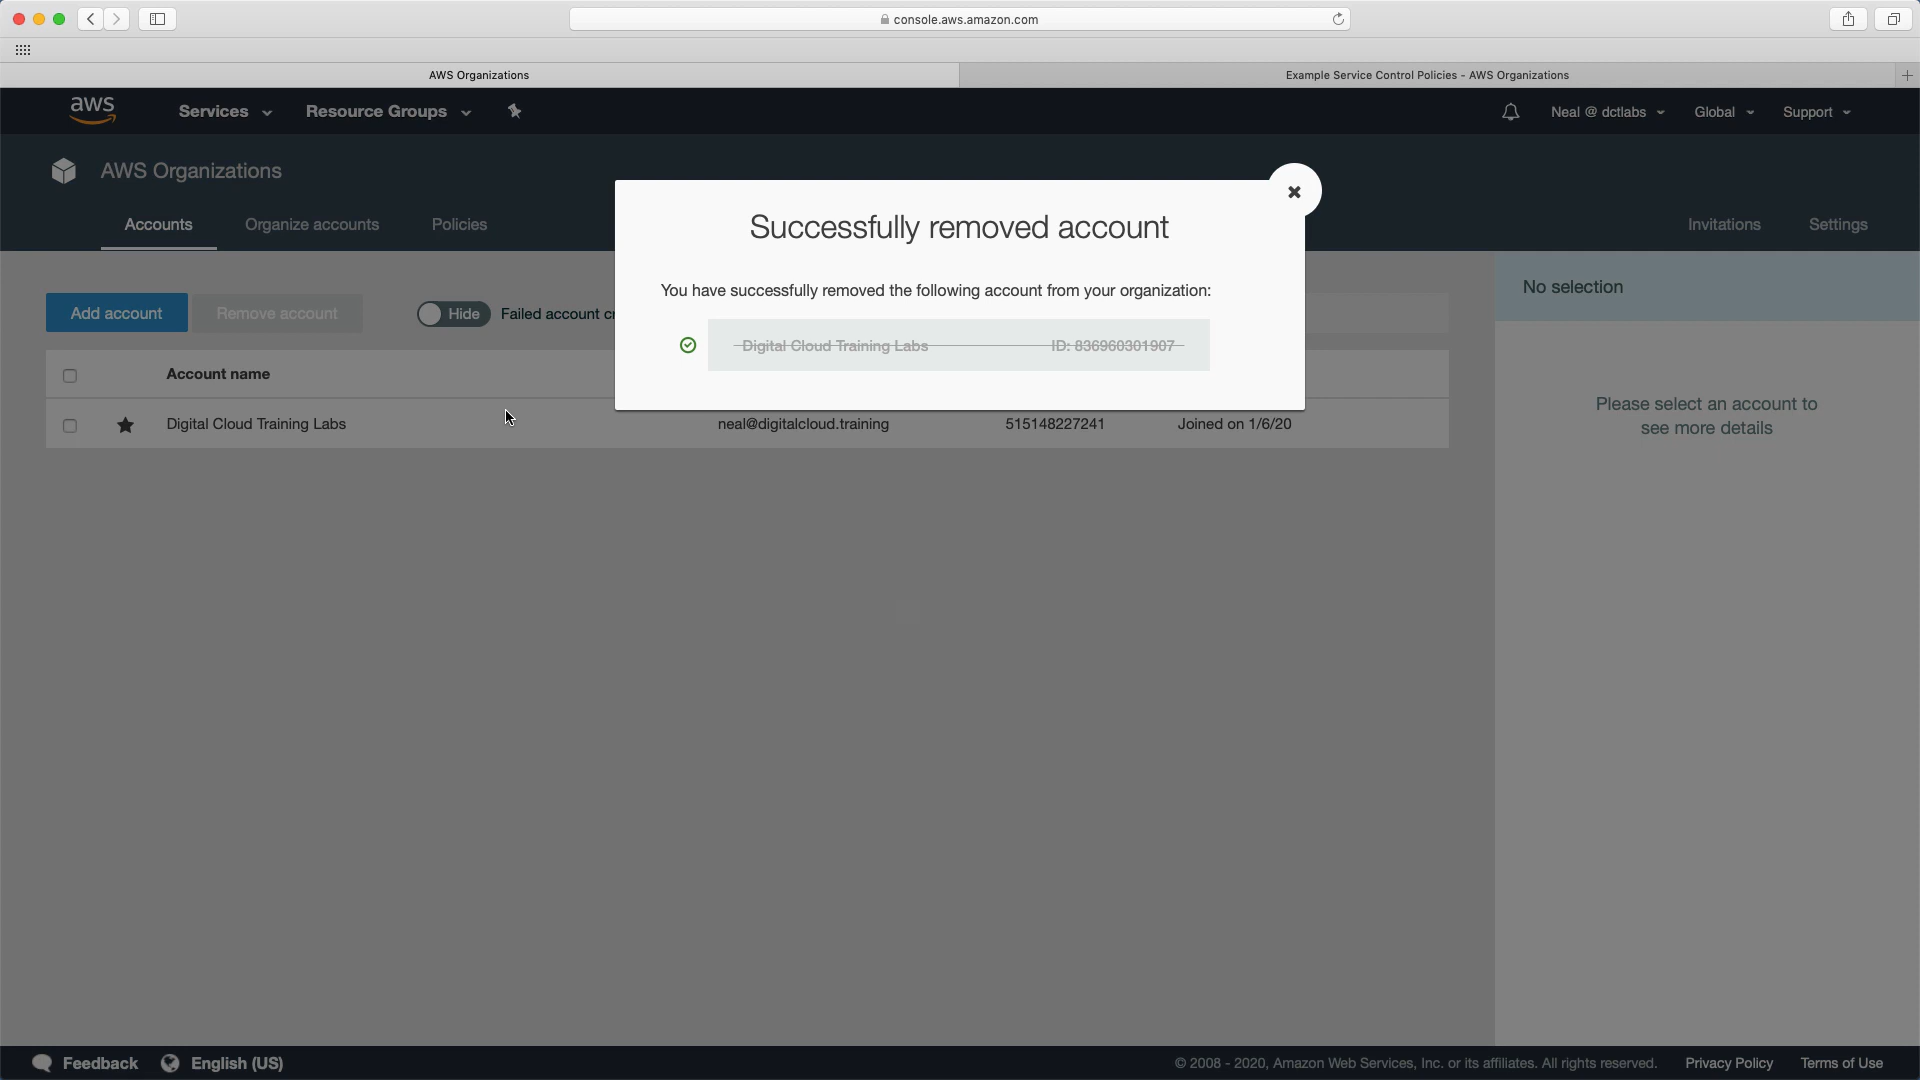 console.aws.amazon.com
AWS Organizations
Example Service Control Policies - AWS Organizations
aws
Services
Resource Groups
Neal @ dctlabs
Global
Support
AWS Organizations
Accounts
Organize accounts
Policies
Invitations
Settings
Successfully removed account
You have successfully removed the following account from your organization:
Digital Cloud Training Labs ID: 836960301907
Add account
Remove account
Hide
Failed account cr
No selection
Account name
Digital Cloud Training Labs neal@digitalcloud.training 515148227241 Joined on 1/6/20
Please select an account to
see more details
Feedback
English (US)
© 2008 - 2020, Amazon Web Services, Inc. or its affiliates. All rights reserved.
Privacy Policy
Terms of Use